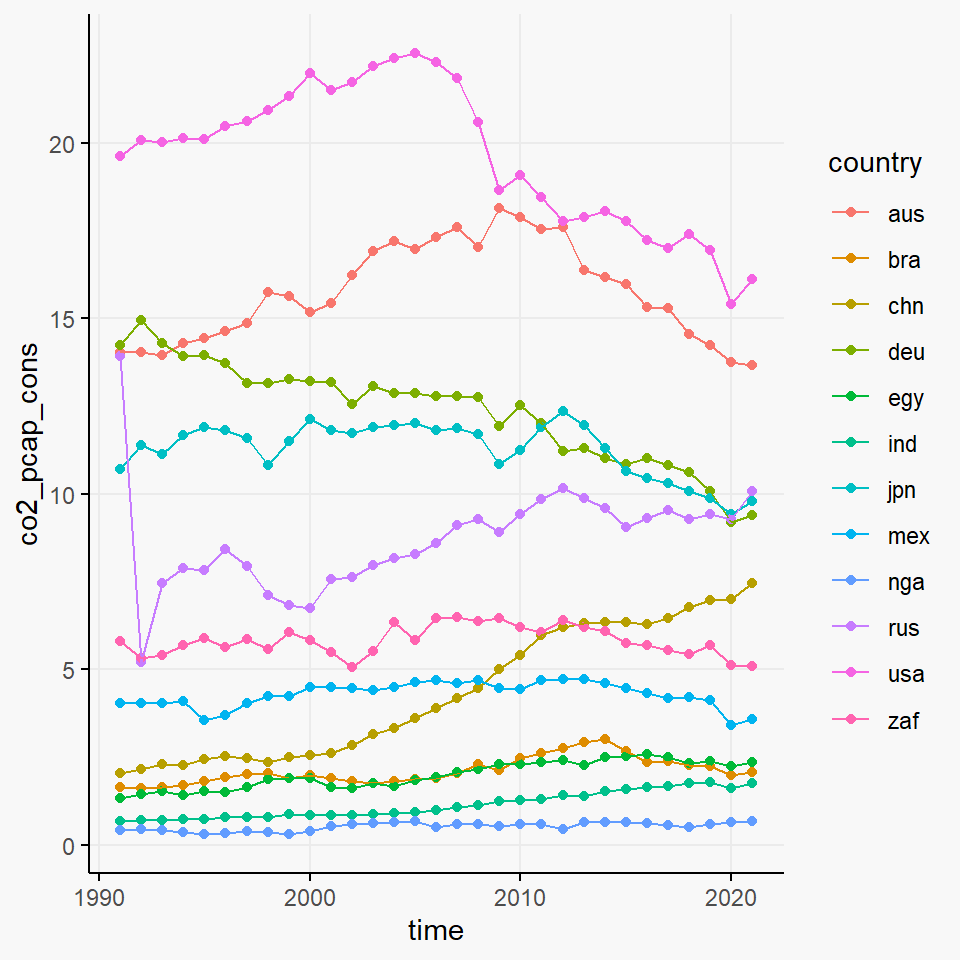 co2_pcap_cons
20
15
10
5
0
1990
2000
2010
2020
time
country
aus
bra
chn
deu
egy
ind
jpn
mex
nga
rus
usa
zaf